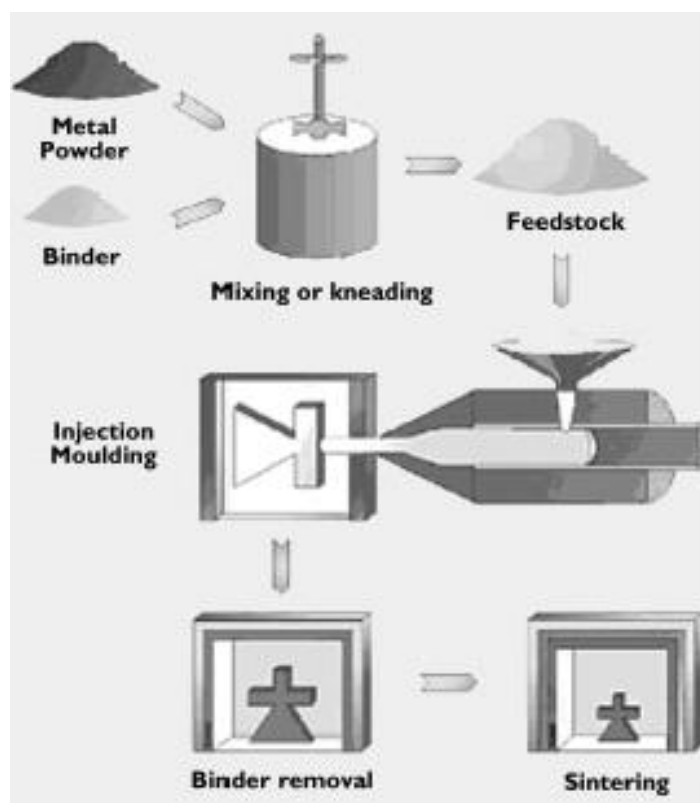 Metal
Powder
Binder
Mixing or kneading
Feedstock
Injection
Moulding
Binder removal
Sintering